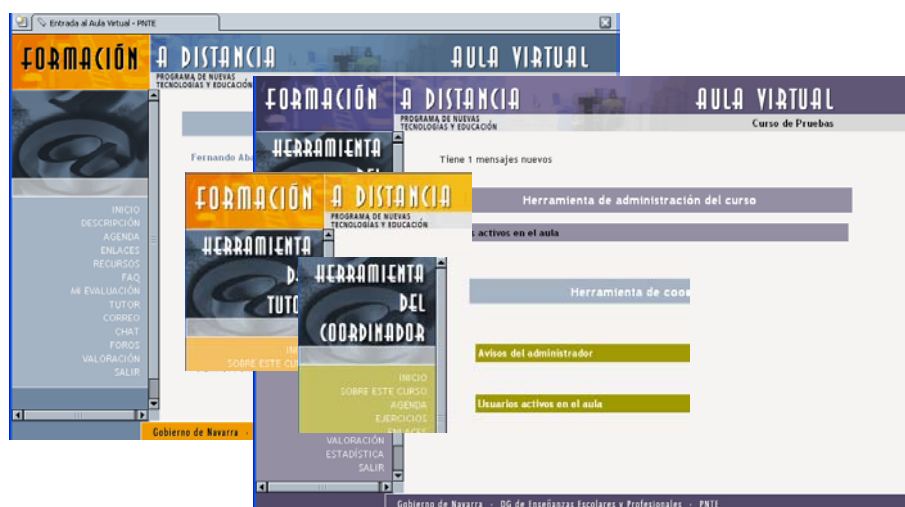 Entrada al Aula Virtual - PNTE
FORMACIÓN A DISTANCIA AULA VIRTUAL
PROGRAMA DE NUEVAS
TECNOLOGÍAS Y EDUCACIÓN
Fernando
INICIO
DESCRIPCIÓN
AGENDA
ENLACES
RECURSOS
FAQ
MI EVALUACIÓN
TUTOR
CORREO
CHAT
FOROS
VALORACIÓN
SALIR
Gobierno de Navarra -
FORMACIÓN A DISTANCIA AULA VIRTUAL
PROGRAMA DE NUEVAS
TECNOLOGÍAS Y EDUCACIÓN
Curso de Pruebas
HERRAMIENTA
DEL
Tiene 1 mensajes nuevos
Herramienta de administración del curso
activos en el aula
Herramienta de
Avisos del administrador
Usuarios activos en el aula
VALORACIÓN
ESTADÍSTICA
SALIR
Gobierno de Navarra - DG de Enseñanzas Escolares y Profesionales - PNTE
FORMACIÓN A DISTANCIA
PROGRAMA DE NUEVAS
TECNOLOGÍAS Y EDUCACIÓN
HERRAMIENTA
SOBRE ESTE
HERRAMIENTA
DEL
COORDINADOR
INICIO
SOBRE ESTE CURSO
AGENDA
EJERCICIOS
ENLACES